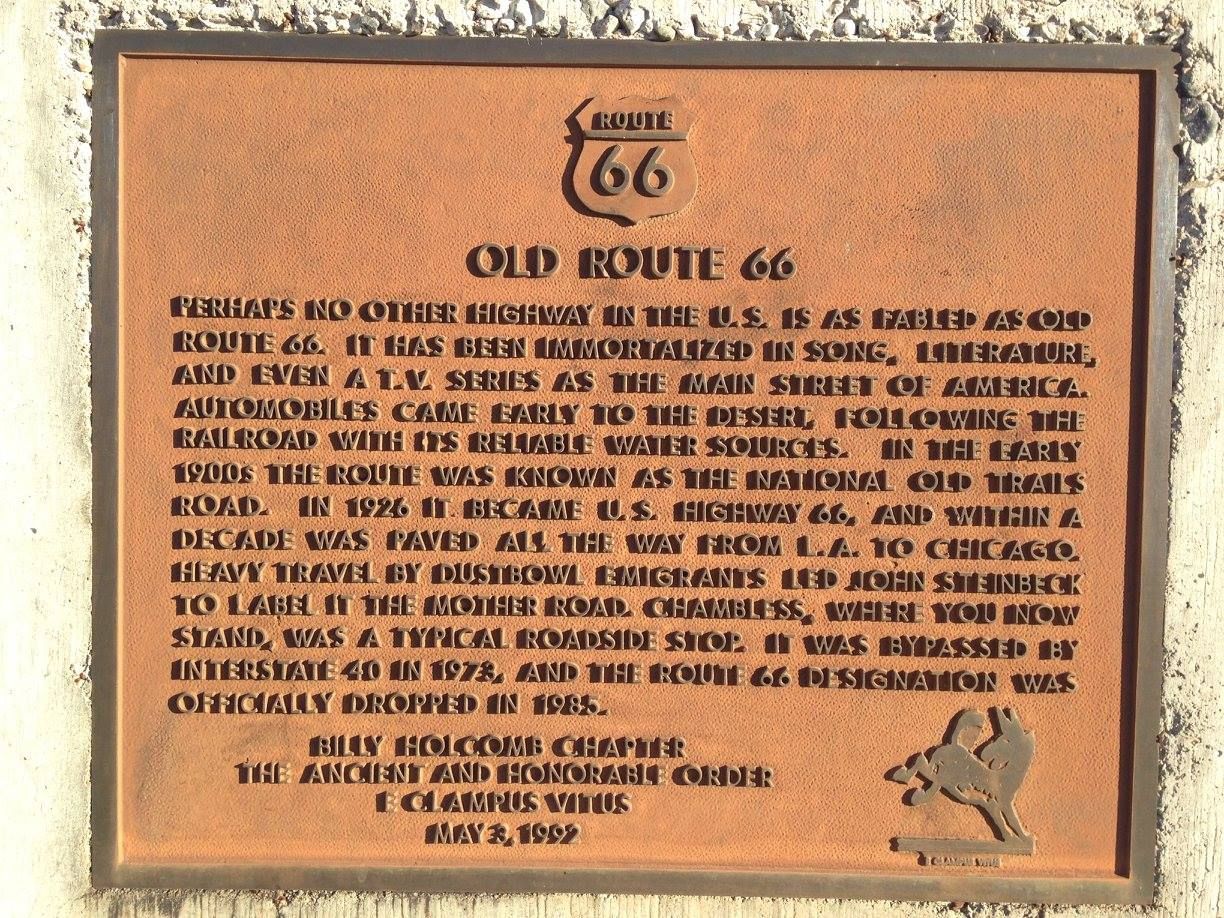 ROUTE
66
OLD ROUTE 66
PERHAPS NO OTHER HIGHWAY IN THE U.S. IS AS FABLED AS OLD
ROUTE 66. IT HAS BEEN IMMORTALIZED IN SONG, LITERATURE,
AND EVEN A T.V. SERIES AS THE MAIN STREET OF AMERICA.
AUTOMOBILES CAME EARLY TO THE DESERT, FOLLOWING THE
RAILROAD WITH ITS RELIABLE WATER SOURCES. IN THE EARLY
1900s THE ROUTE WAS KNOWN AS THE NATIONAL OLD TRAILS
ROAD. IN 1926 IT BECAME U.S. HIGHWAY 66, AND WITHIN A
DECADE WAS PAVED ALL THE WAY FROM L.A. TO CHICAGO.
HEAVY TRAVEL BY DUSTBOWL EMIGRANTS LED JOHN STEINBECK
TO LABEL IT THE MOTHER ROAD. CHAMBLESS, WHERE YOU NOW
STAND, WAS A TYPICAL ROADSIDE STOP. IT WAS BYPASSED BY
INTERSTATE 40 IN 1973, AND THE ROUTE 66 DESIGNATION WAS
OFFICIALLY DROPPED IN 1985.
BILLY HOLCOMB CHAPTER
THE ANCIENT AND HONORABLE ORDER
E CLAMPUS VITUS
MAY 3, 1992
E CLAMPUS VITUS